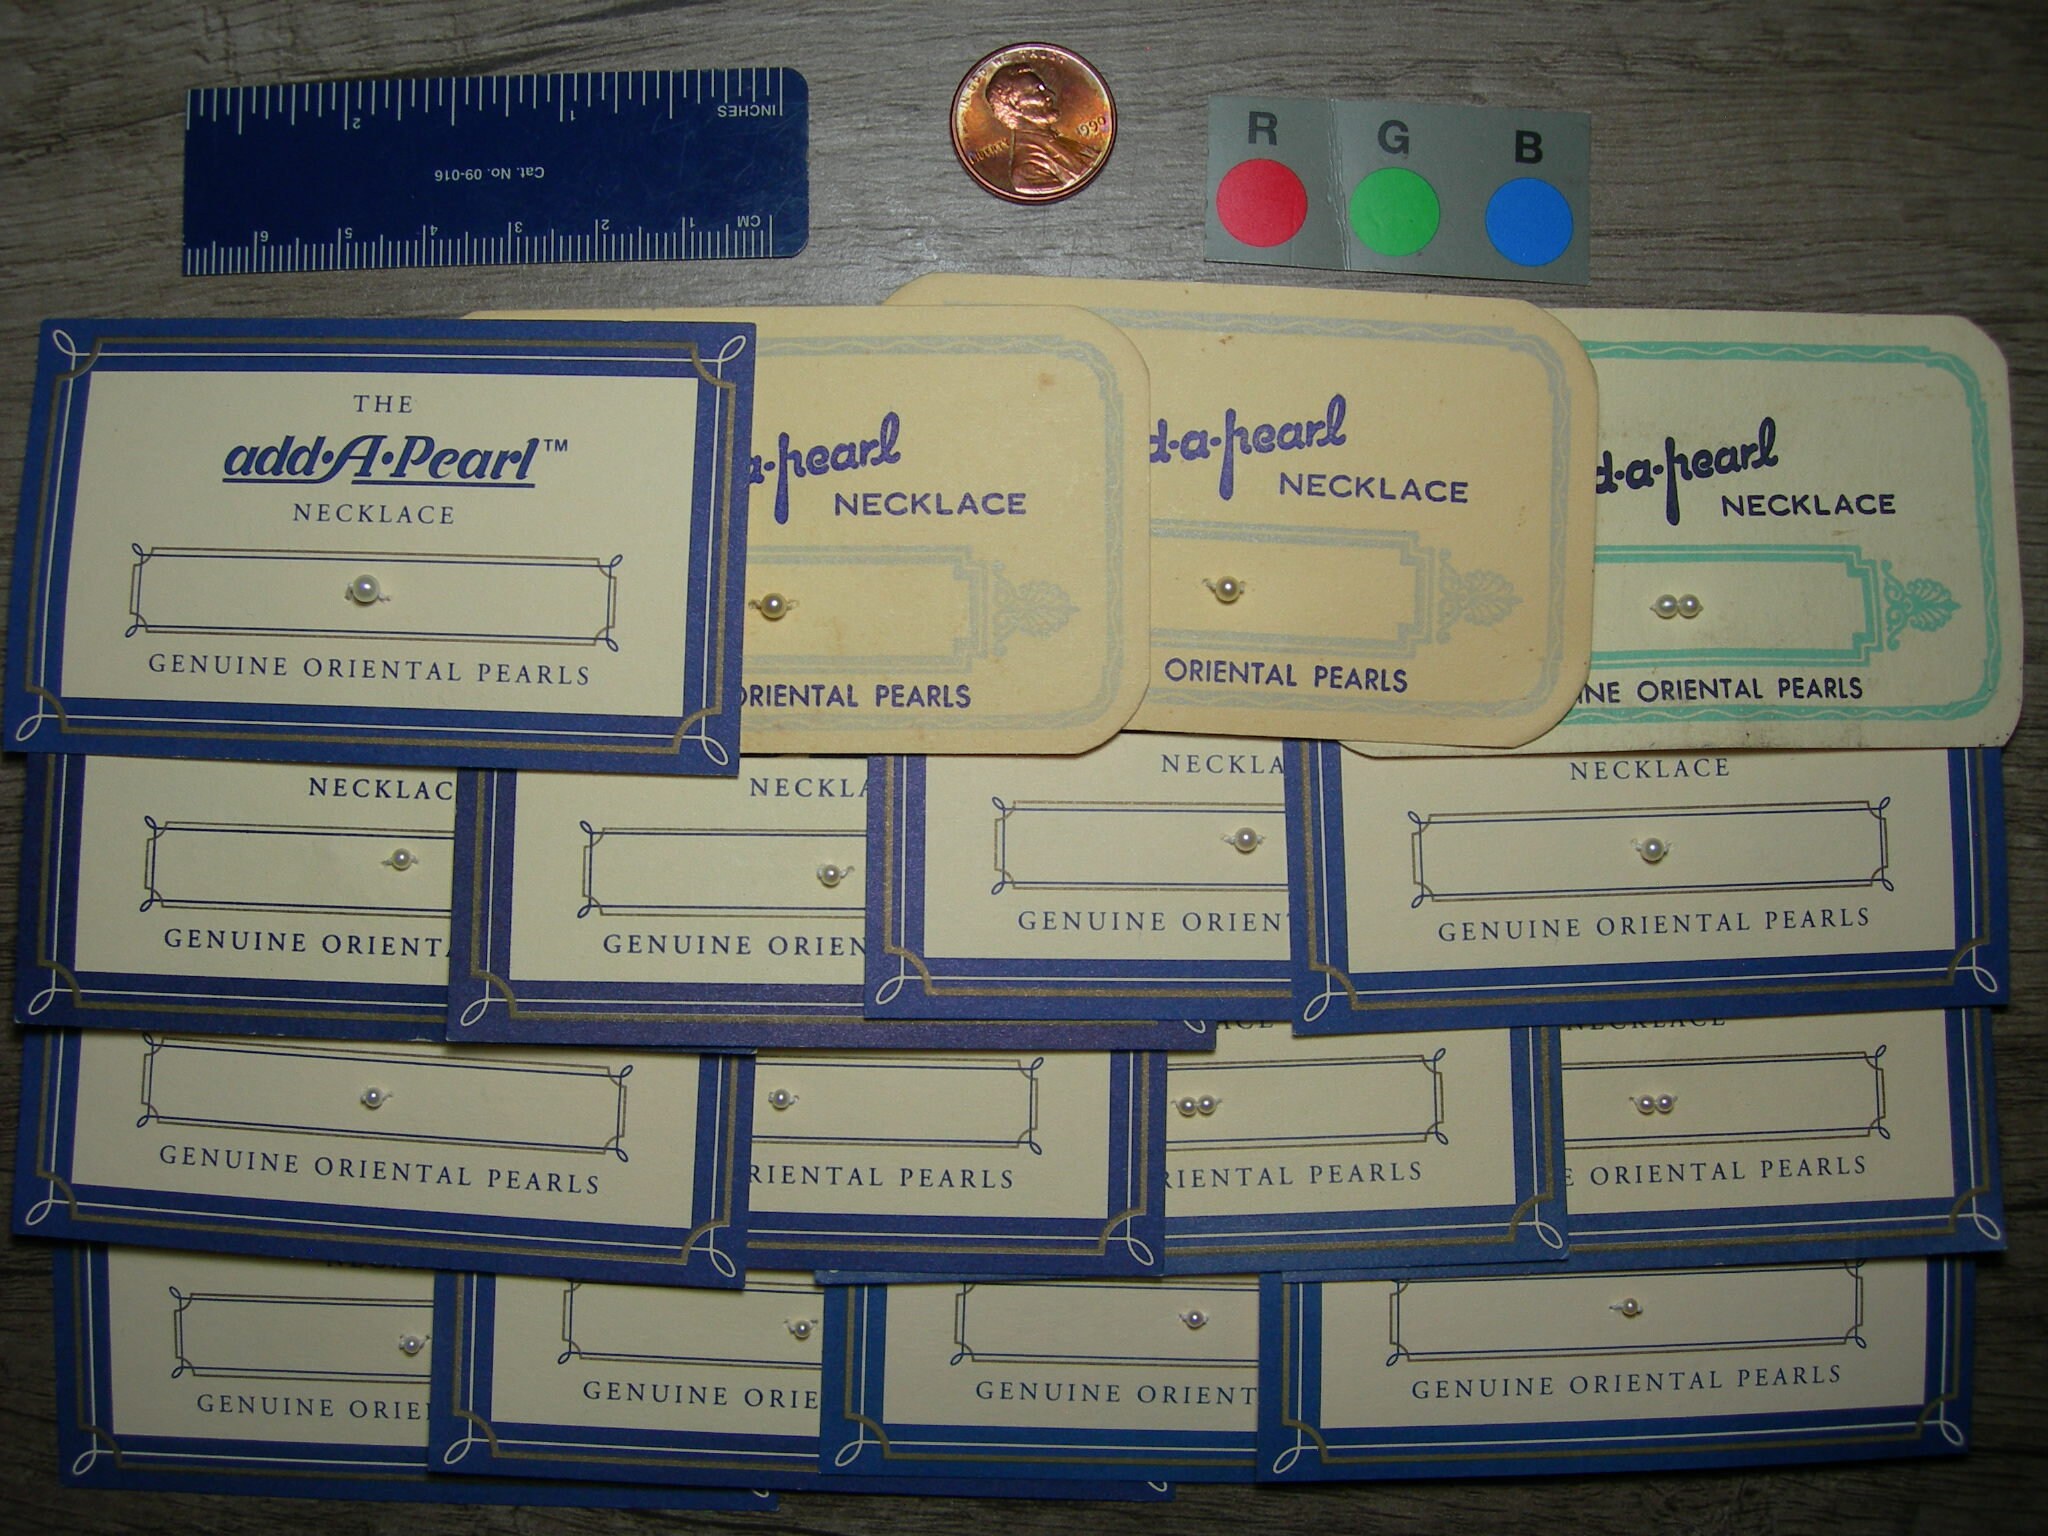 INCHES
1
2
Cat. No. 09-016
CM
1
2
3
4
5
6
R G B
THE
add·A·Pearl™
NECKLACE
GENUINE ORIENTAL PEARLS
a·pearl
NECKLACE
ORIENTAL PEARLS
d·a·pearl
NECKLACE
ORIENTAL PEARLS
d·a·pearl
NECKLACE
INE ORIENTAL PEARLS
NECKLAC
GENUINE ORIENTA
NECKLA
GENUINE ORIEN
NECKLA
GENUINE ORIENT
NECKLACE
GENUINE ORIENTAL PEARLS
GENUINE ORIENTAL PEARLS
RIENTAL PEARLS
ACE
RIENTAL PEARLS
NECKLACE
E ORIENTAL PEARLS
GENUINE ORIE
GENUINE ORIE
GENUINE ORIENT
GENUINE ORIENTAL PEARLS